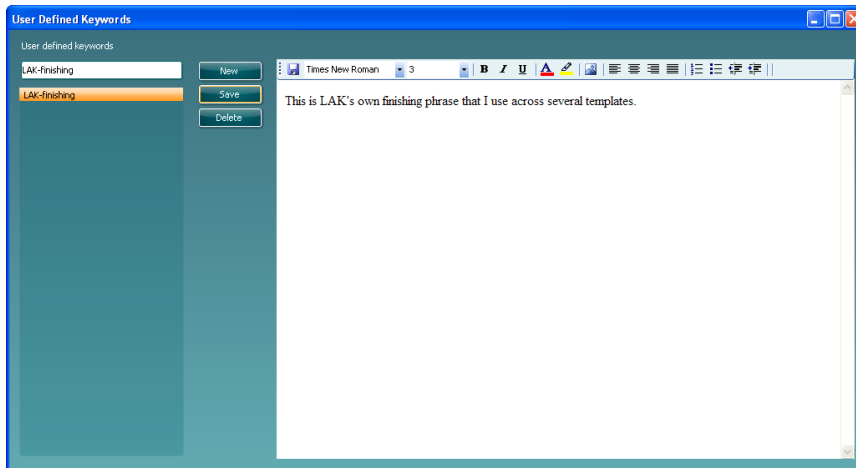 User Defined Keywords
User defined keywords
LAK-finishing
New
Times New Roman 3 B I U A
LAK-finishing
Save
This is LAK's own finishing phrase that I use across several templates.
Delete